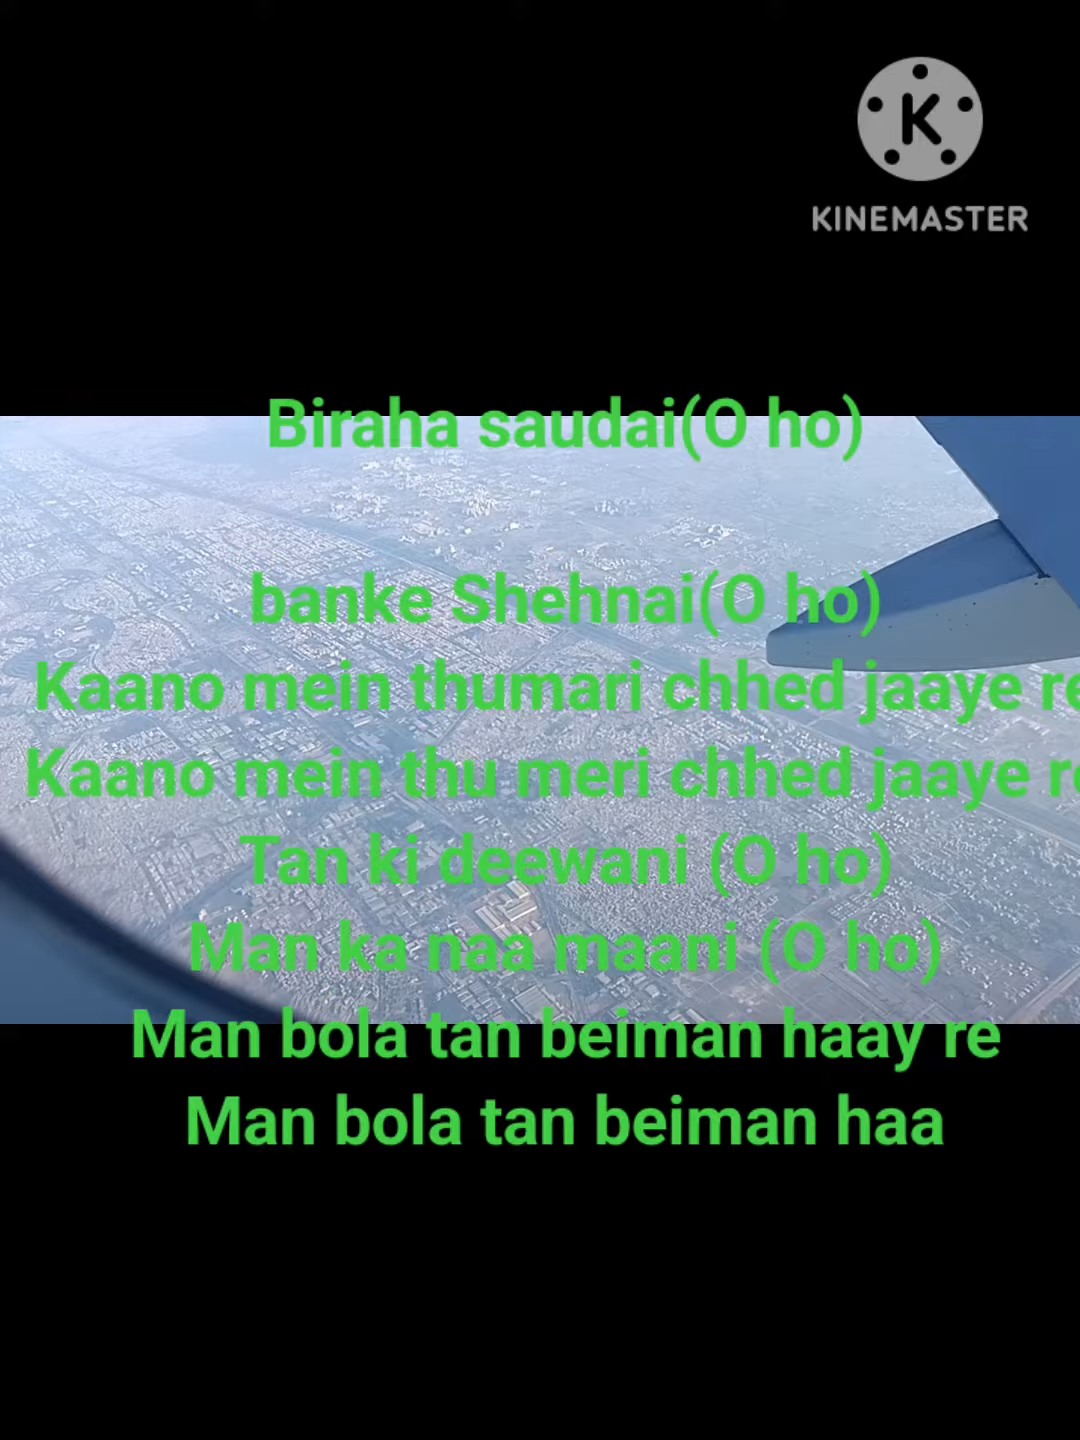 K
KINEMASTER
Biraha saudai(O ho)
banke Shehnai(O ho)
Kaano mein thumari chhed jaaye re
Kaano mein thu meri chhed jaaye re
Tan ki deewani (O ho)
Man ka naa maani (O ho)
Man bola tan beiman haay re
Man bola tan beiman haa